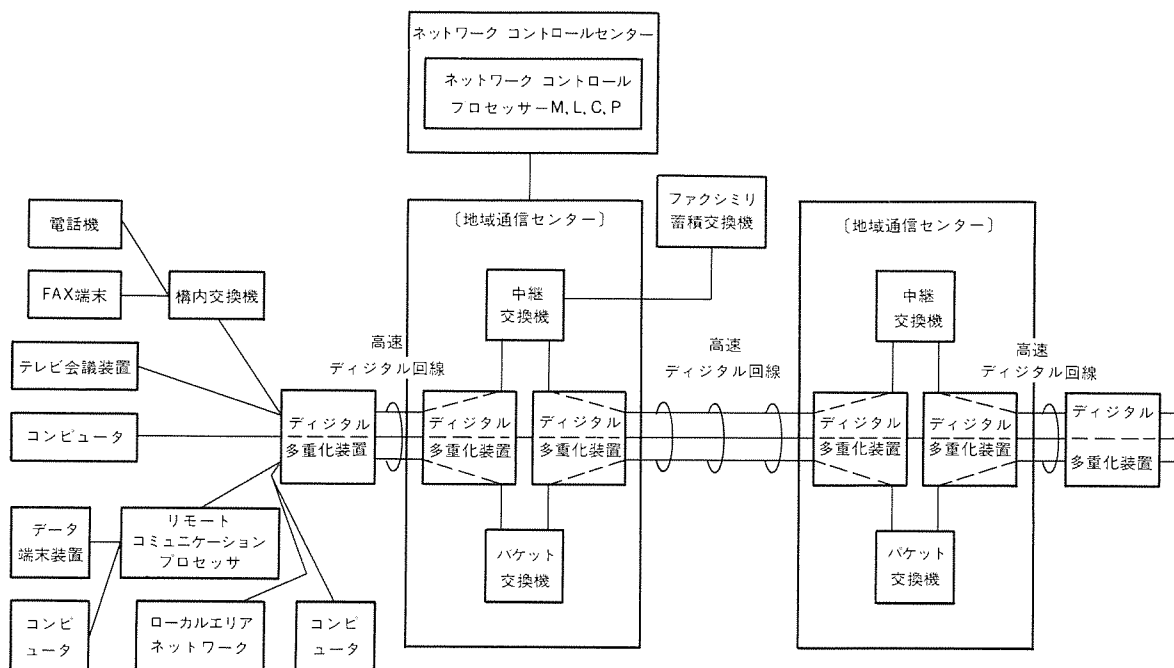 ネットワーク コントロールセンター
ネットワーク コントロール
プロセッサーM, L, C, P
〔地域通信センター〕
ファクシミリ
蓄積交換機
〔地域通信センター〕
電話機
FAX端末
構内交換機
中継
交換機
中継
交換機
テレビ会議装置
高速
ディジタル回線
高速
ディジタル回線
高速
ディジタル回線
コンピュータ
ディジタル
多重化装置
ディジタル
多重化装置
ディジタル
多重化装置
ディジタル
多重化装置
ディジタル
多重化装置
ディジタル
多重化装置
データ
端末装置
リモート
コミュニケーション
プロセッサ
パケット
交換機
パケット
交換機
コンピ
ュータ
ローカルエリア
ネットワーク
コンピ
ュータ